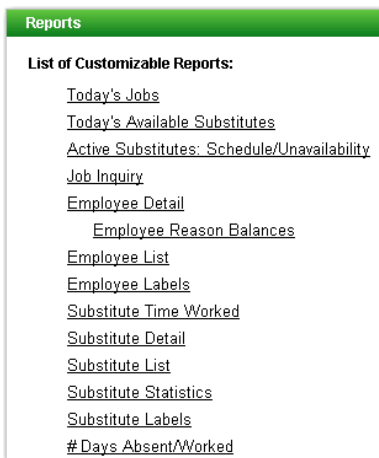 Reports
List of Customizable Reports:
Today's Jobs
Today's Available Substitutes
Active Substitutes: Schedule/Unavailability
Job Inquiry
Employee Detail
Employee Reason Balances
Employee List
Employee Labels
Substitute Time Worked
Substitute Detail
Substitute List
Substitute Statistics
Substitute Labels
# Days Absent/Worked